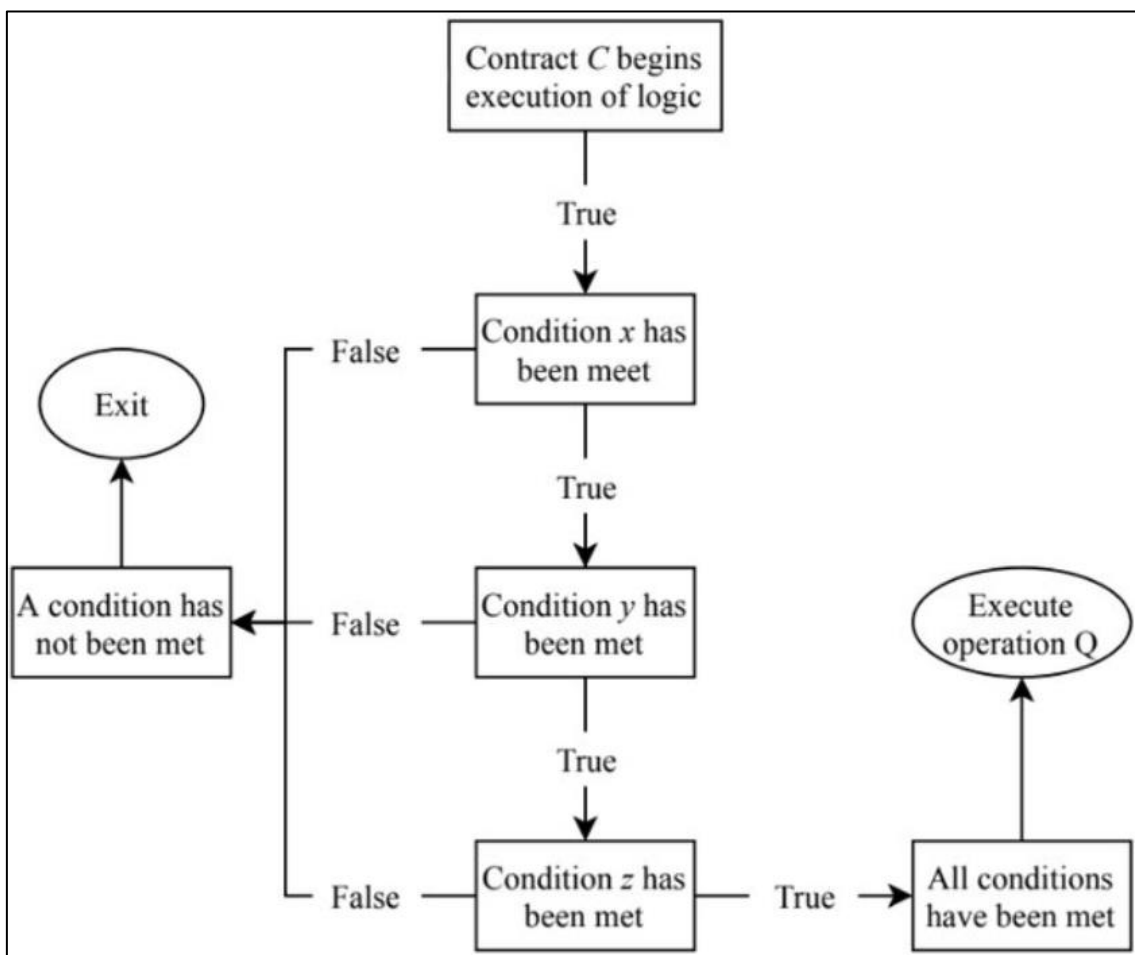 Contract C begins
execution of logic
True
Condition x has
been meet
False
Exit
True
A condition has
not been met
False
Condition y has
been met
Execute
operation Q
True
False
Condition z has
been met
True
All conditions
have been met